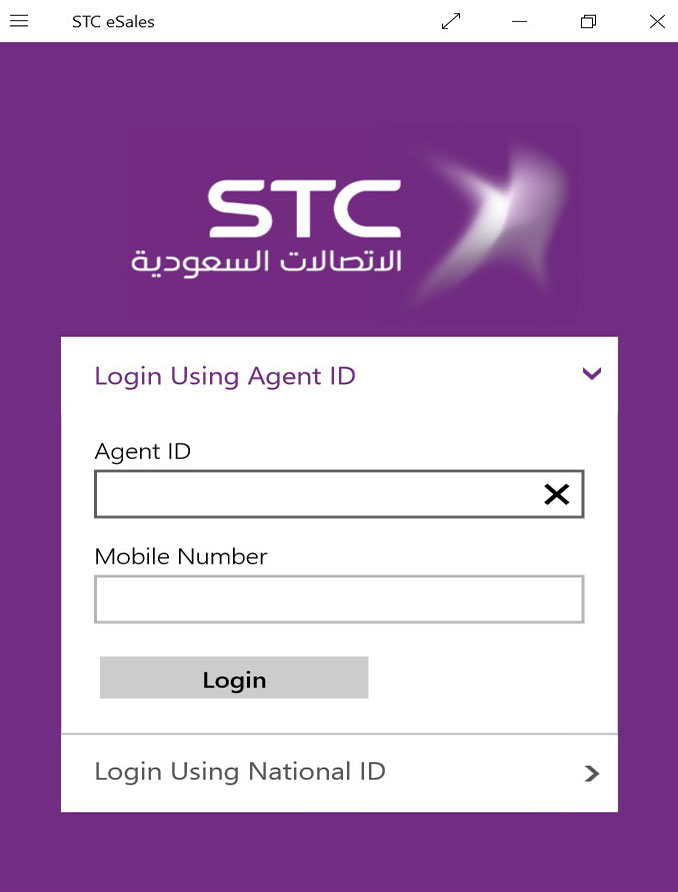 STC eSales
STC
الاتصالات السعودية
Login Using Agent ID
Agent ID
Mobile Number
Login
Login Using National ID